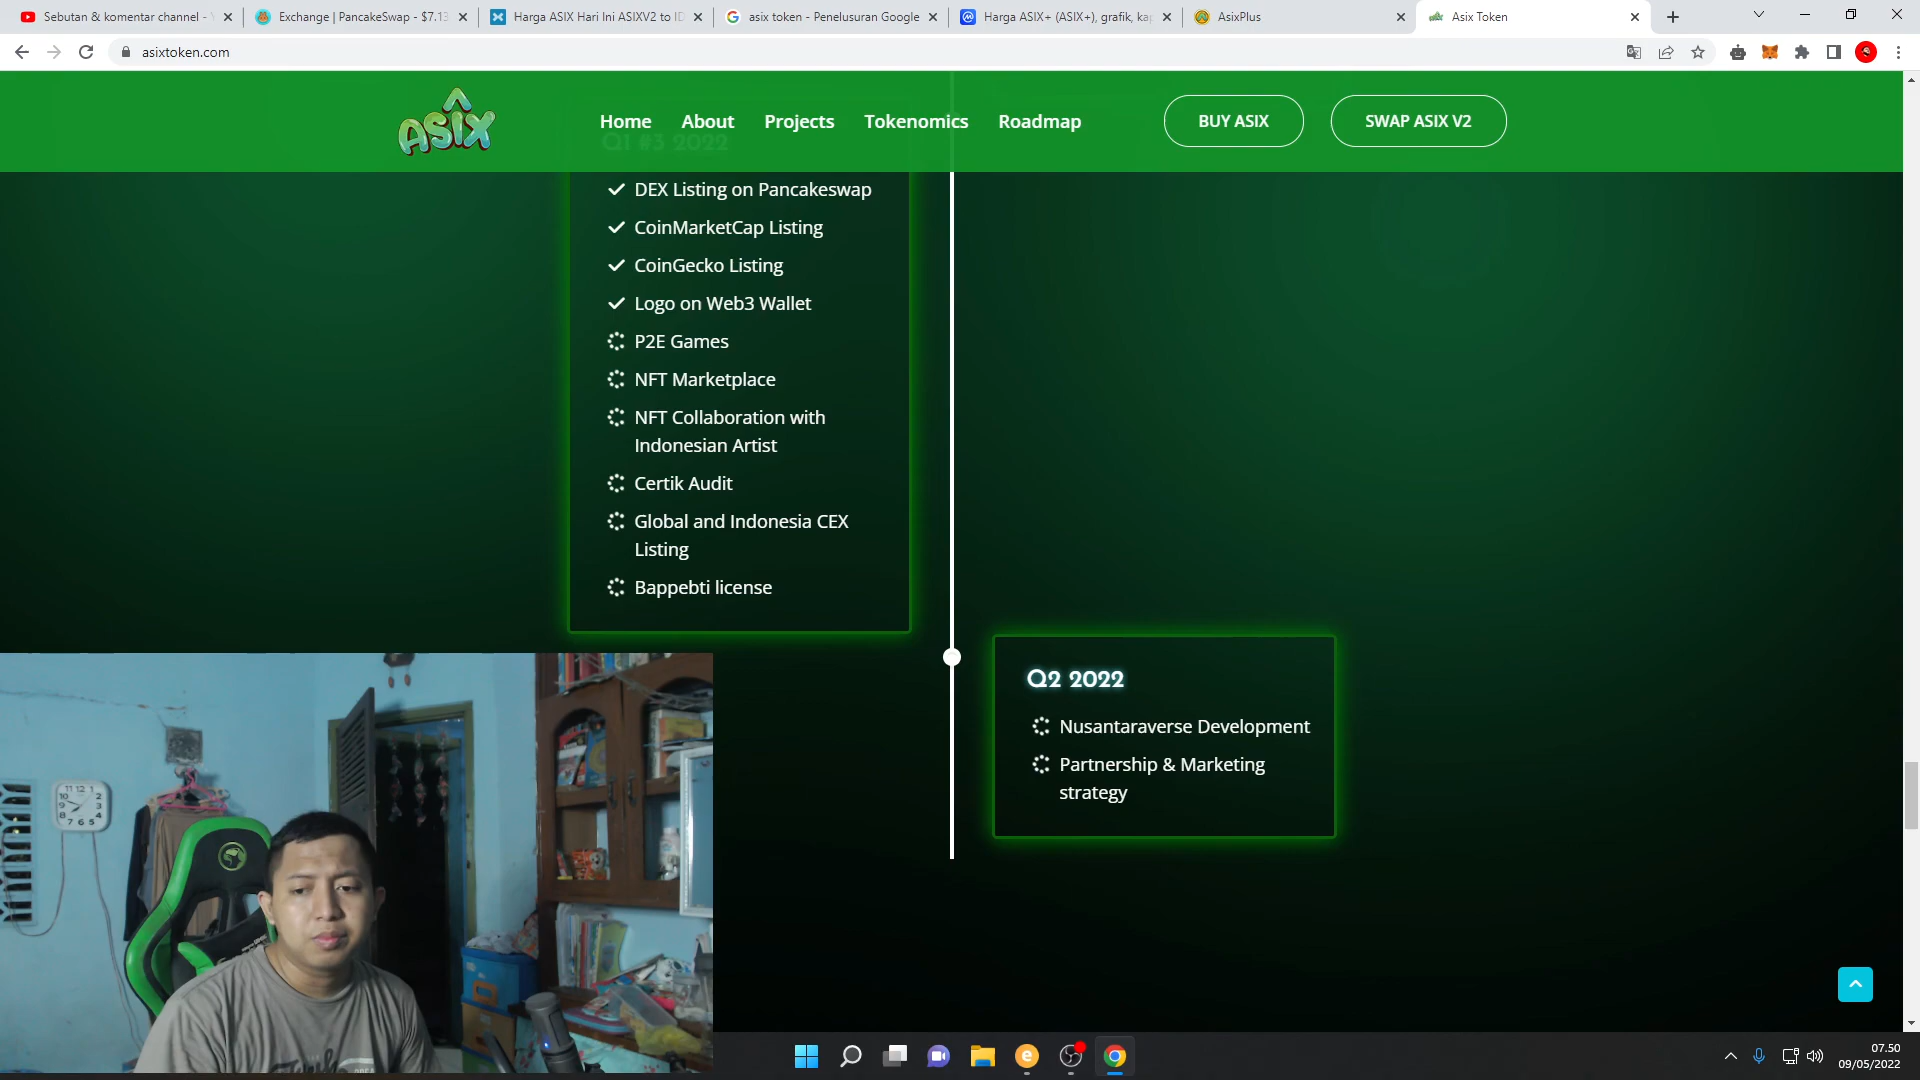 Sebutan & komentar channel -
Exchange | PancakeSwap - $7.13
Harga ASIX Hari Ini ASIXV2 to ID
asix token - Penelusuran Google
Harga ASIX+ (ASIX+), grafik, kap
AsixPlus
Asix Token
asixtoken.com
ASIX
Home
About
Projects
Tokenomics
Roadmap
BUY ASIX
SWAP ASIX V2
Q1 #3 2022
DEX Listing on Pancakeswap
CoinMarketCap Listing
CoinGecko Listing
Logo on Web3 Wallet
P2E Games
NFT Marketplace
NFT Collaboration with
Indonesian Artist
Certik Audit
Global and Indonesia CEX
Listing
Bappebti license
Q2 2022
Nusantaraverse Development
Partnership & Marketing
strategy
07.50
09/05/2022